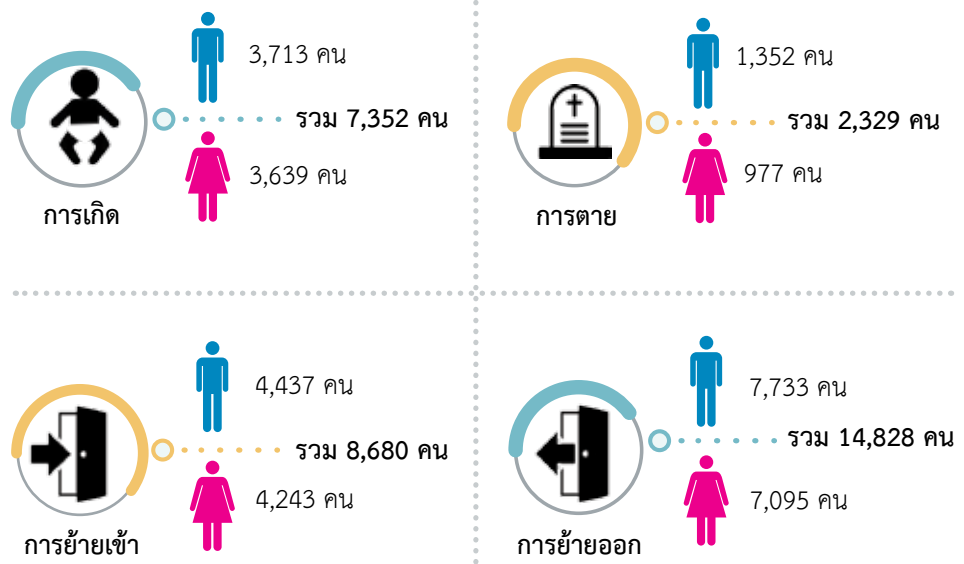 3,713 คน
รวม 7,352 คน
3,639 คน
การเกิด
1,352 คน
รวม 2,329 คน
977 คน
การตาย
4,437 คน
รวม 8,680 คน
4,243 คน
การย้ายเข้า
7,733 คน
รวม 14,828 คน
7,095 คน
การย้ายออก